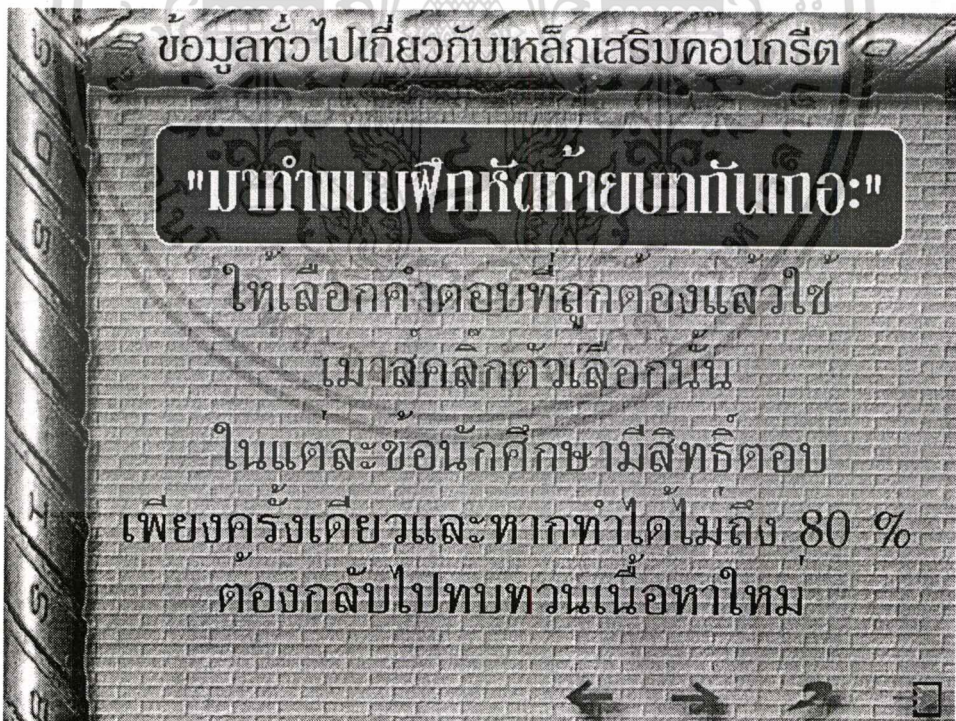 ข้อมูลทั่วไปเกี่ยวกับเหล็กเสริมคอนกรีต
"มาทำแบบฝึกหัดท้ายบทกันเถอะ"
ให้เลือกคำตอบที่ถูกต้องแล้วใช้
เมาส์คลิกตัวเลือกนั้น
ในแต่ละข้อนักศึกษามีสิทธิ์ตอบ
เพียงครั้งเดียวและหากทำได้ไม่ถึง 80 %
ต้องกลับไปทบทวนเนื้อหาใหม่